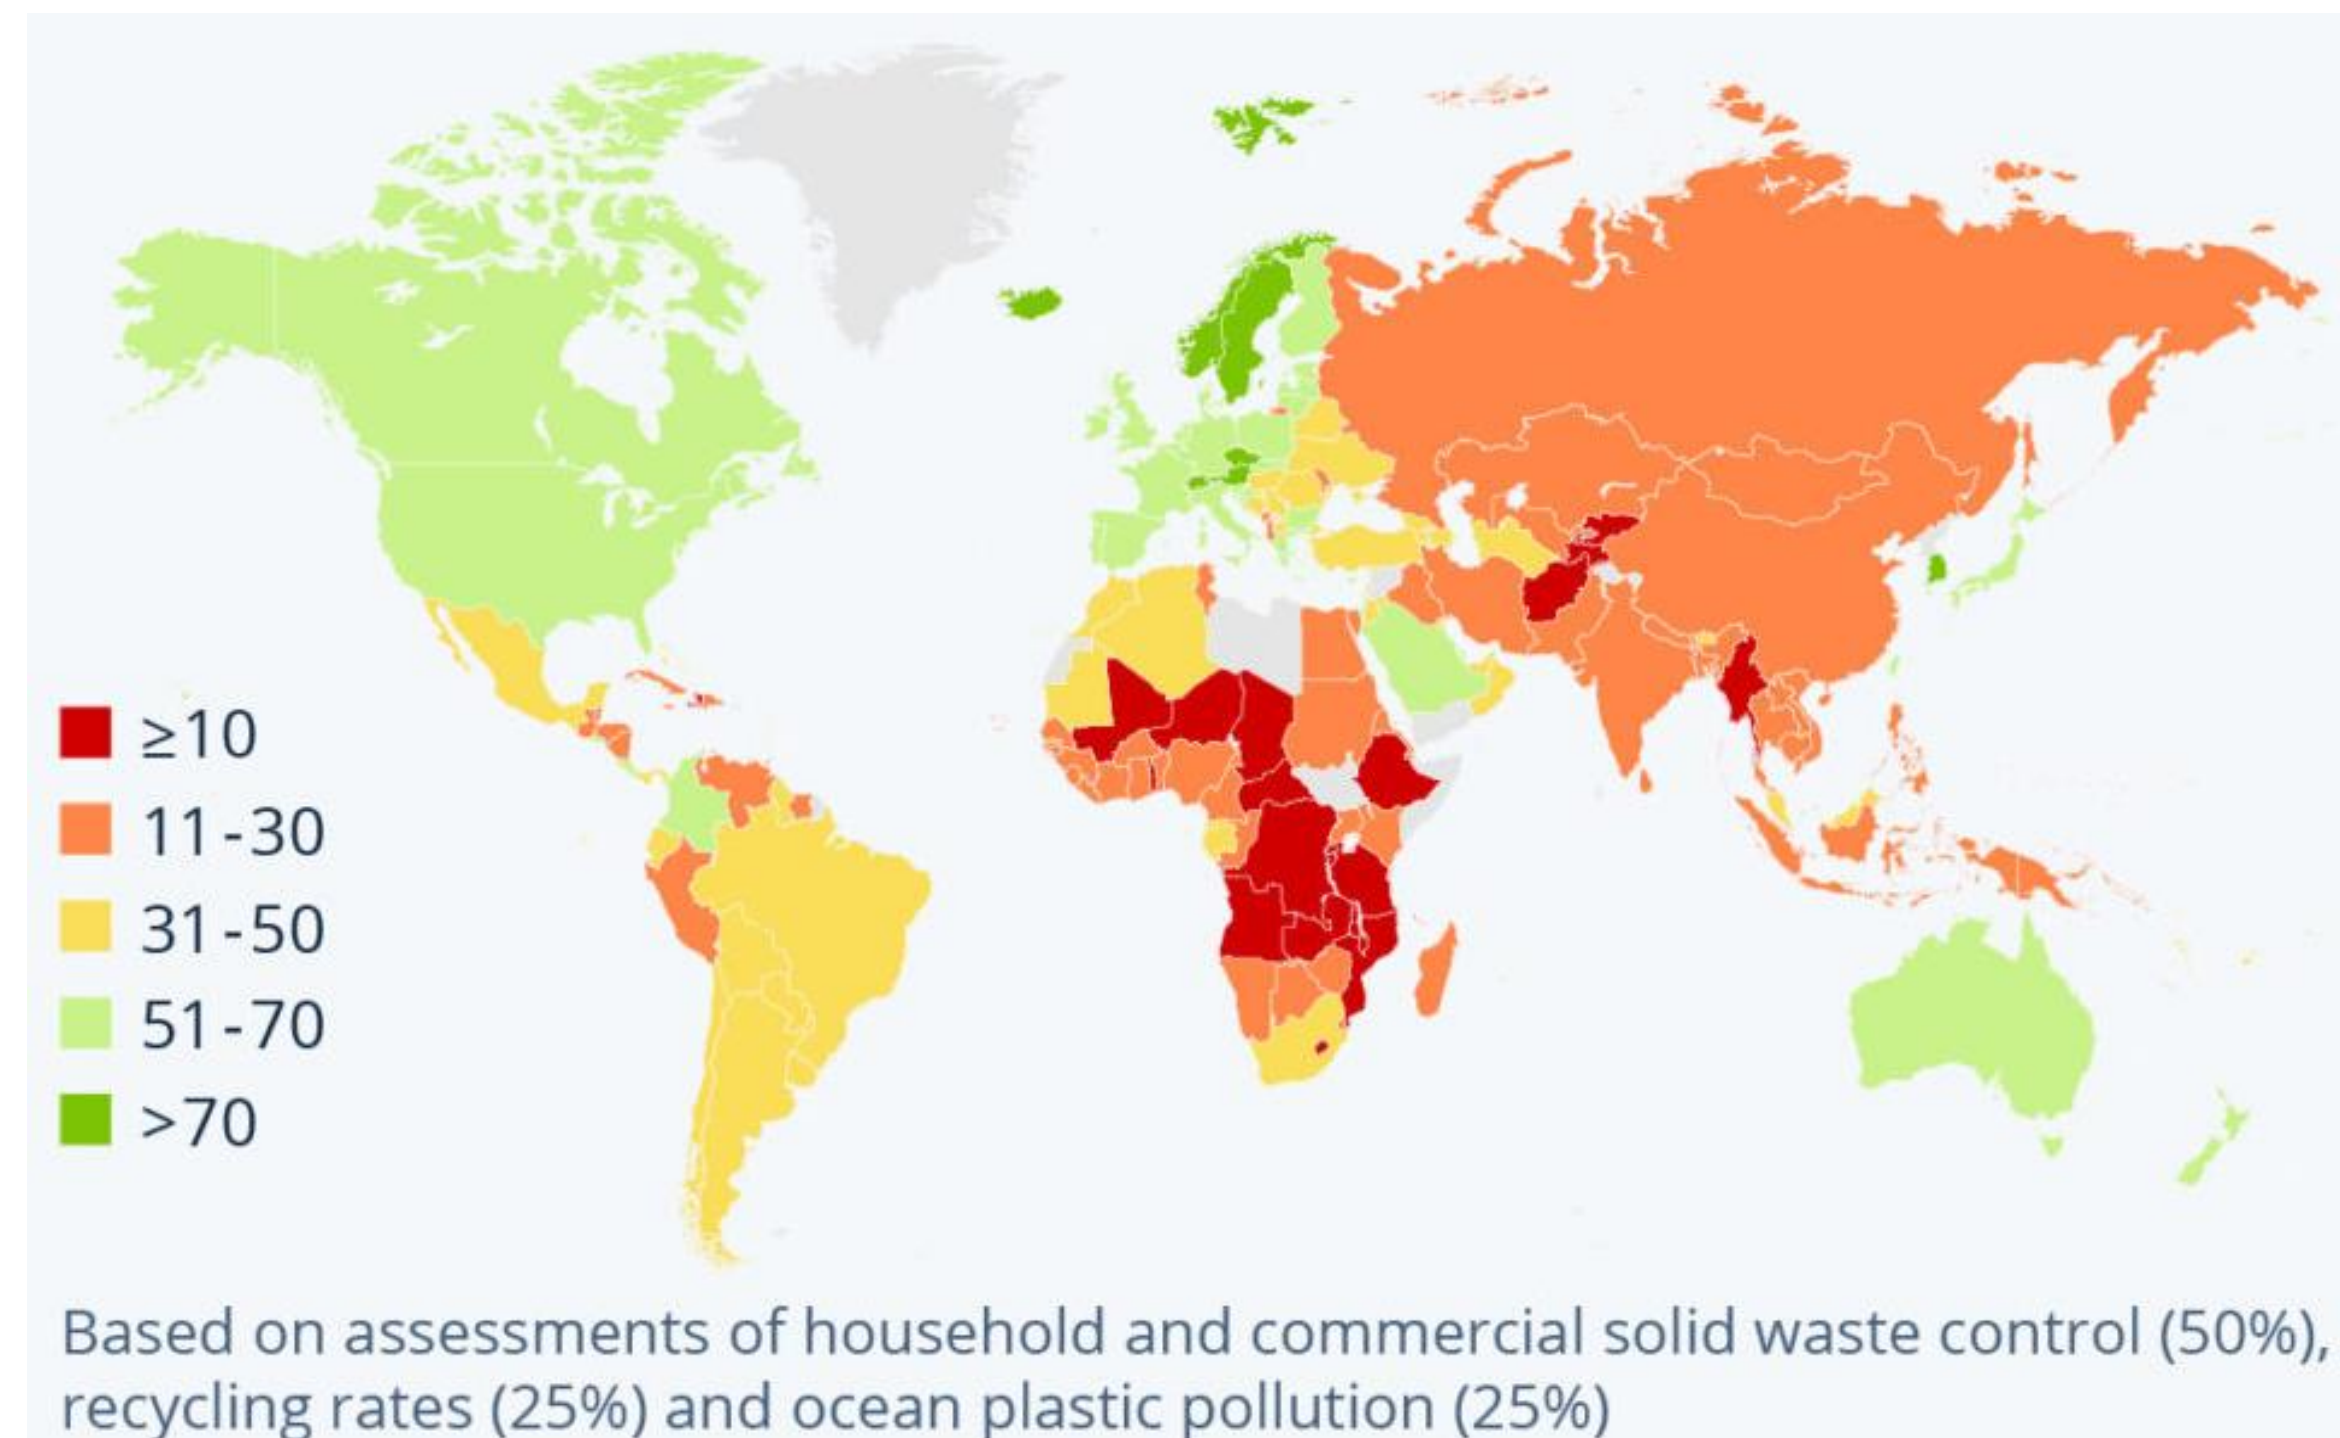 ≥10
11-30
31-50
51-70
>70
Based on assessments of household and commercial solid waste control (50%),
recycling rates (25%) and ocean plastic pollution (25%)